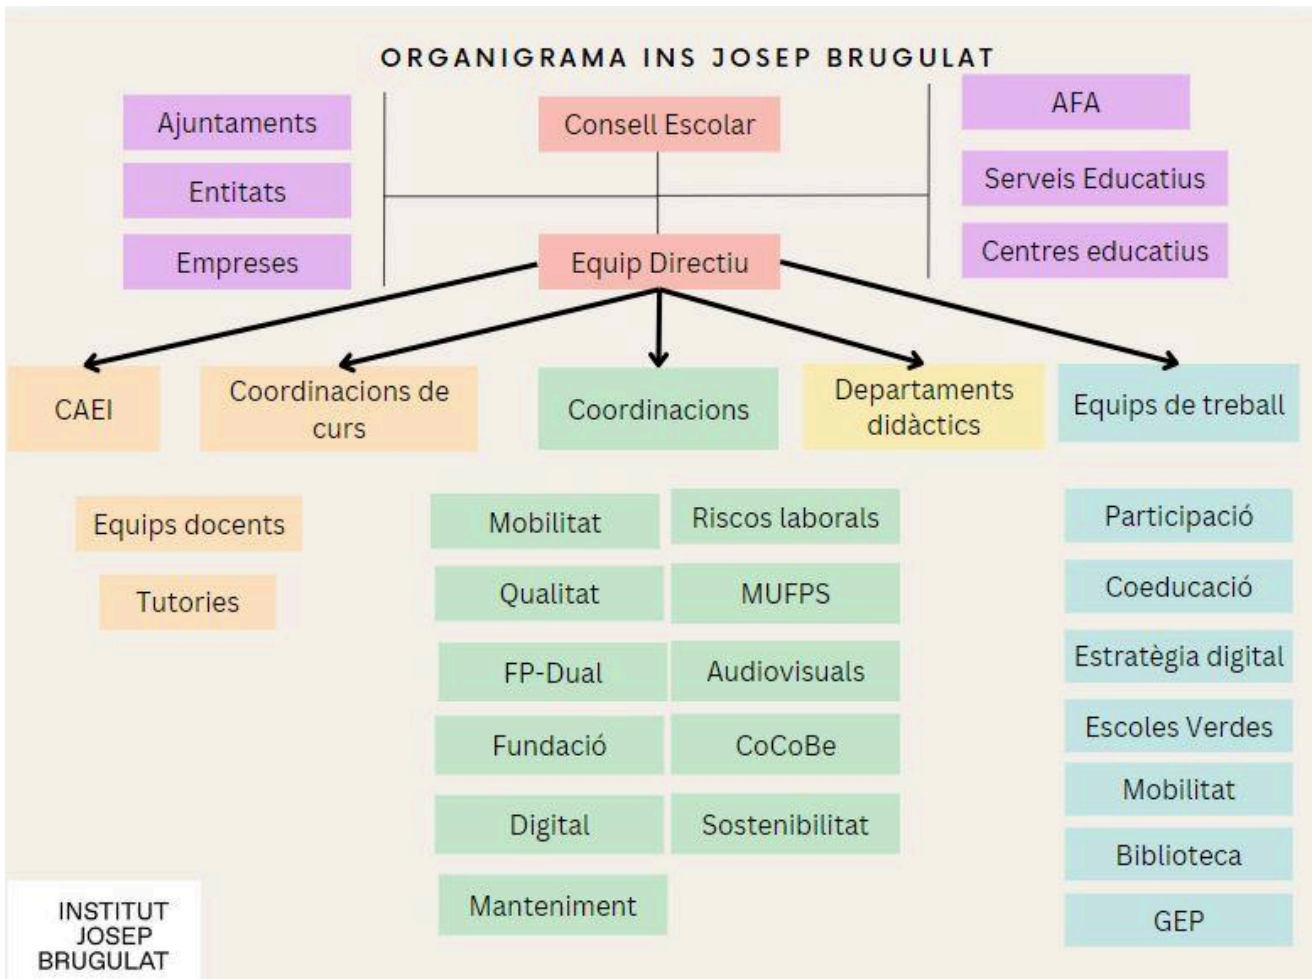 ORGANIGRAMA INS JOSEP BRUGULAT
Ajuntaments
Entitats
Empreses
Consell Escolar
Equip Directiu
AFA
Serveis Educatius
Centres educatius
CAEI
Coordinacions de
curs
Coordinacions
Departaments
didàctics
Equips de treball
Equips docents
Tutories
Mobilitat
Qualitat
FP-Dual
Fundació
Digital
Manteniment
Riscos laborals
MUFPS
Audiovisuals
CoCoBe
Sostenibilitat
Participació
Coeducació
Estratègia digital
Escoles Verdes
Mobilitat
Biblioteca
GEP
INSTITUT
JOSEP
BRUGULAT